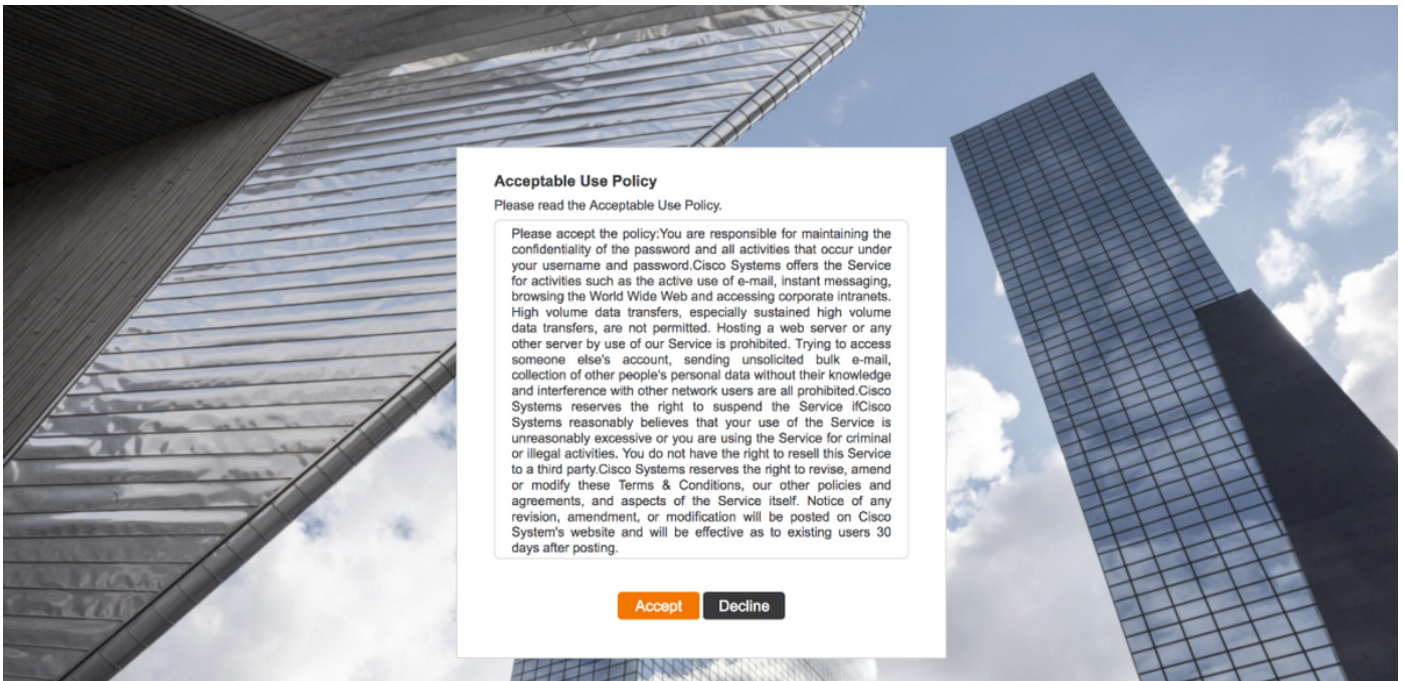 Acceptable Use Policy
Please read the Acceptable Use Policy.
Please accept the policy:You are responsible for maintaining the
confidentiality of the password and all activities that occur under
your username and password.Cisco Systems offers the Service
for activities such as the active use of e-mail, instant messaging,
browsing the World Wide Web and accessing corporate intranets.
High volume data transfers, especially sustained high volume
data transfers, are not permitted. Hosting a web server or any
other server by use of our Service is prohibited. Trying to access
someone else's account, sending unsolicited bulk e-mail,
collection of other people's personal data without their knowledge
and interference with other network users are all prohibited.Cisco
Systems reserves the right to suspend the Service ifCisco
Systems reasonably believes that your use of the Service is
unreasonably excessive or you are using the Service for criminal
or illegal activities. You do not have the right to resell this Service
to a third party.Cisco Systems reserves the right to revise, amend
or modify these Terms & Conditions, our other policies and
agreements, and aspects of the Service itself. Notice of any
revision, amendment, or modification will be posted on Cisco
System's website and will be effective as to existing users 30
days after posting.
Accept Decline